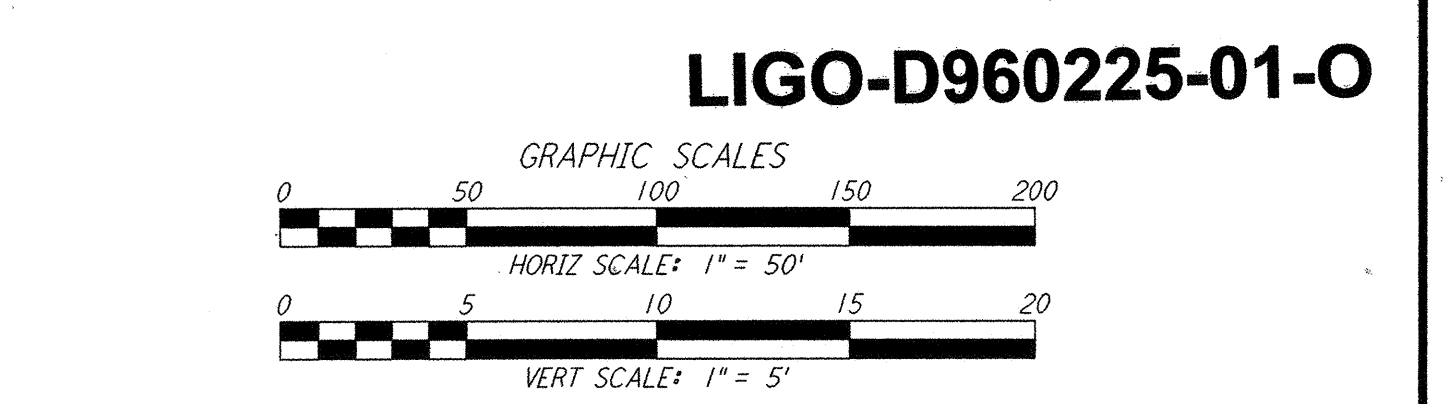 LIGO-D960225-01-O
GRAPHIC SCALES
0 50 100 150 200
HORIZ SCALE: 1" = 50'
0 5 10 15 20
VERT SCALE: 1" = 5'